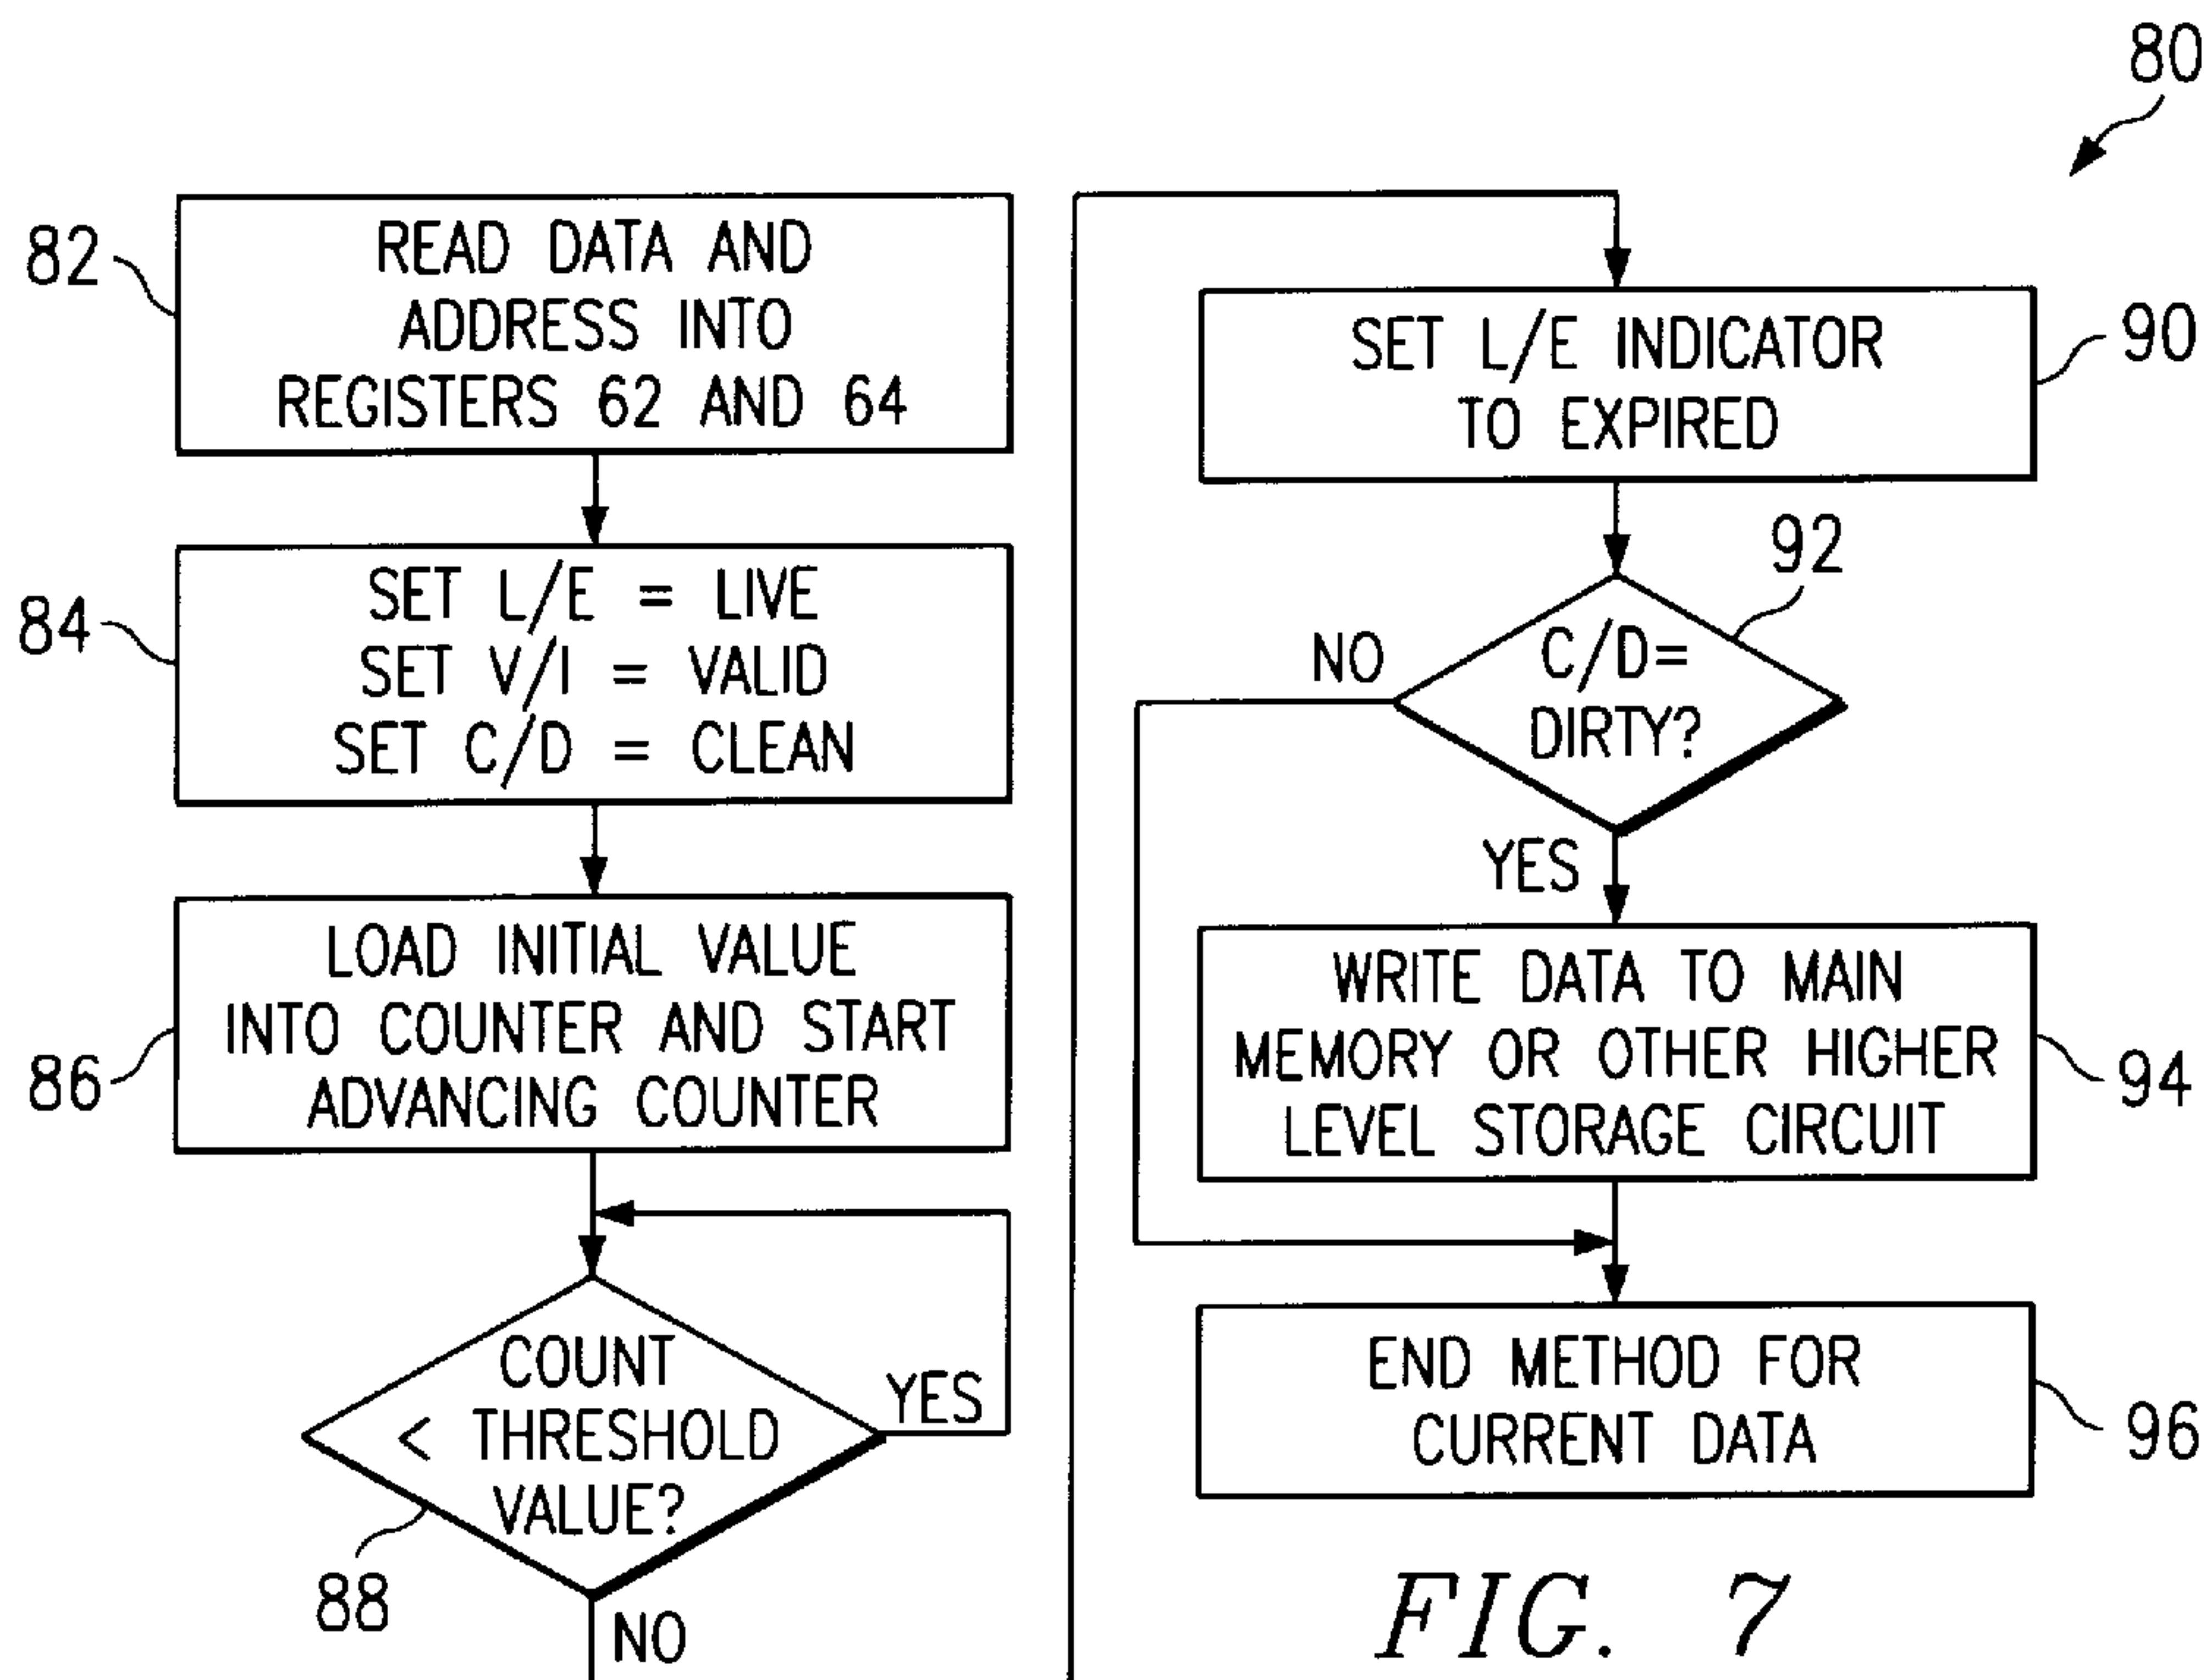 80
82
READ DATA AND
ADDRESS INTO
REGISTERS 62 AND 64
84
SET L/E = LIVE
SET V/I = VALID
SET C/D = CLEAN
86
LOAD INITIAL VALUE
INTO COUNTER AND START
ADVANCING COUNTER
COUNT
< THRESHOLD
VALUE?
YES
88
NO
SET L/E INDICATOR
TO EXPIRED
90
92
C/D=
DIRTY?
NO
YES
WRITE DATA TO MAIN
MEMORY OR OTHER HIGHER
LEVEL STORAGE CIRCUIT
94
END METHOD FOR
CURRENT DATA
96
FIG. 7